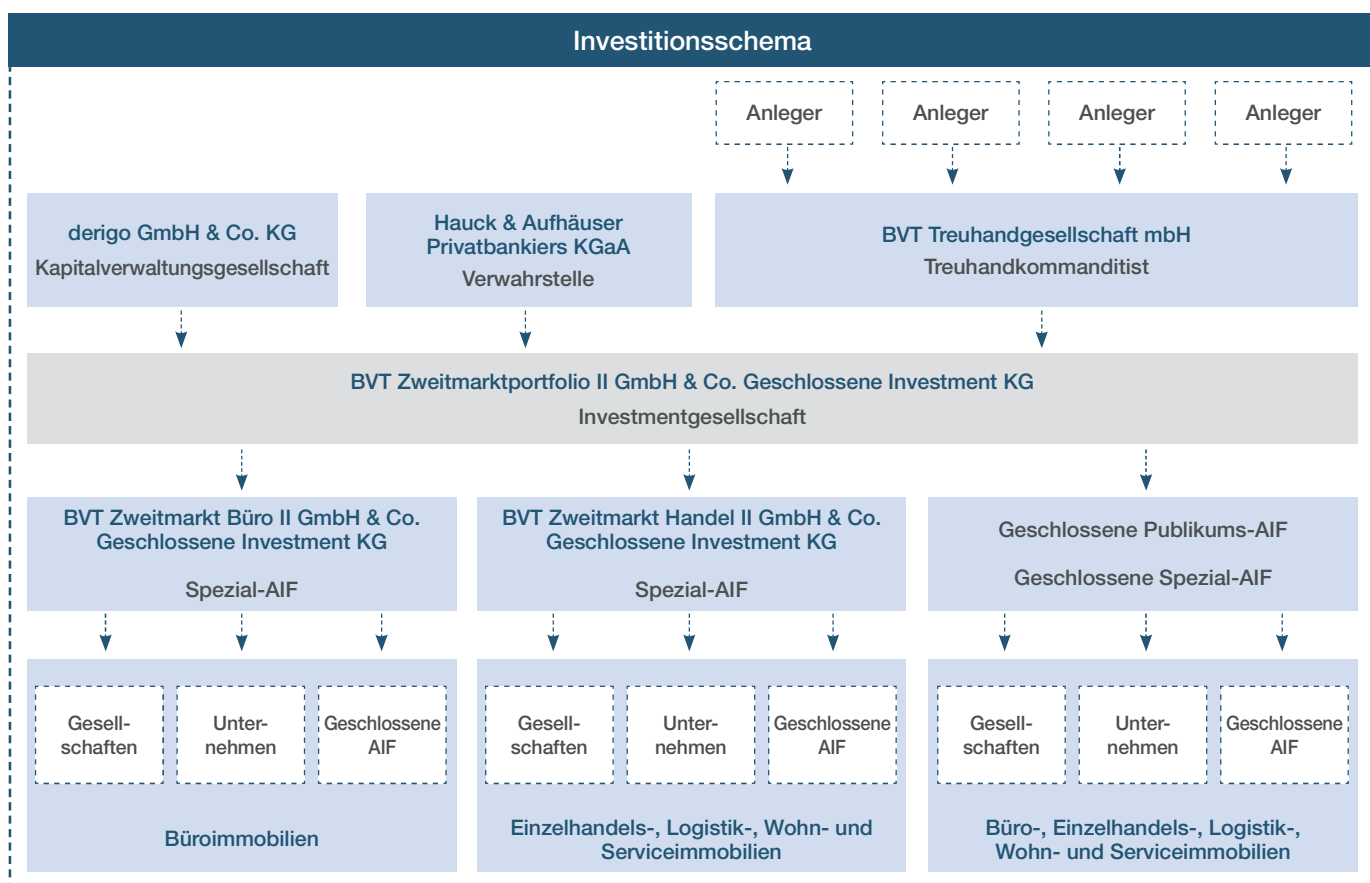 Investitionsschema
Anleger
Anleger
Anleger
Anleger
derigo GmbH & Co. KG
Kapitalverwaltungsgesellschaft
Hauck & Aufhäuser
Privatbankiers KGaA
Verwahrstelle
BVT Treuhandgesellschaft mbH
Treuhandkommanditist
BVT Zweitmarktportfolio II GmbH & Co. Geschlossene Investment KG
Investmentgesellschaft
BVT Zweitmarkt Büro II GmbH & Co.
Geschlossene Investment KG
Spezial-AIF
BVT Zweitmarkt Handel II GmbH & Co.
Geschlossene Investment KG
Spezial-AIF
Geschlossene Publikums-AIF
Geschlossene Spezial-AIF
Gesell-
schaften
Unter-
nehmen
Geschlossene
AIF
Büroimmobilien
Gesell-
schaften
Unter-
nehmen
Geschlossene
AIF
Einzelhandels-, Logistik-, Wohn- und
Serviceimmobilien
Gesell-
schaften
Unter-
nehmen
Geschlossene
AIF
Büro-, Einzelhandels-, Logistik-,
Wohn- und Serviceimmobilien